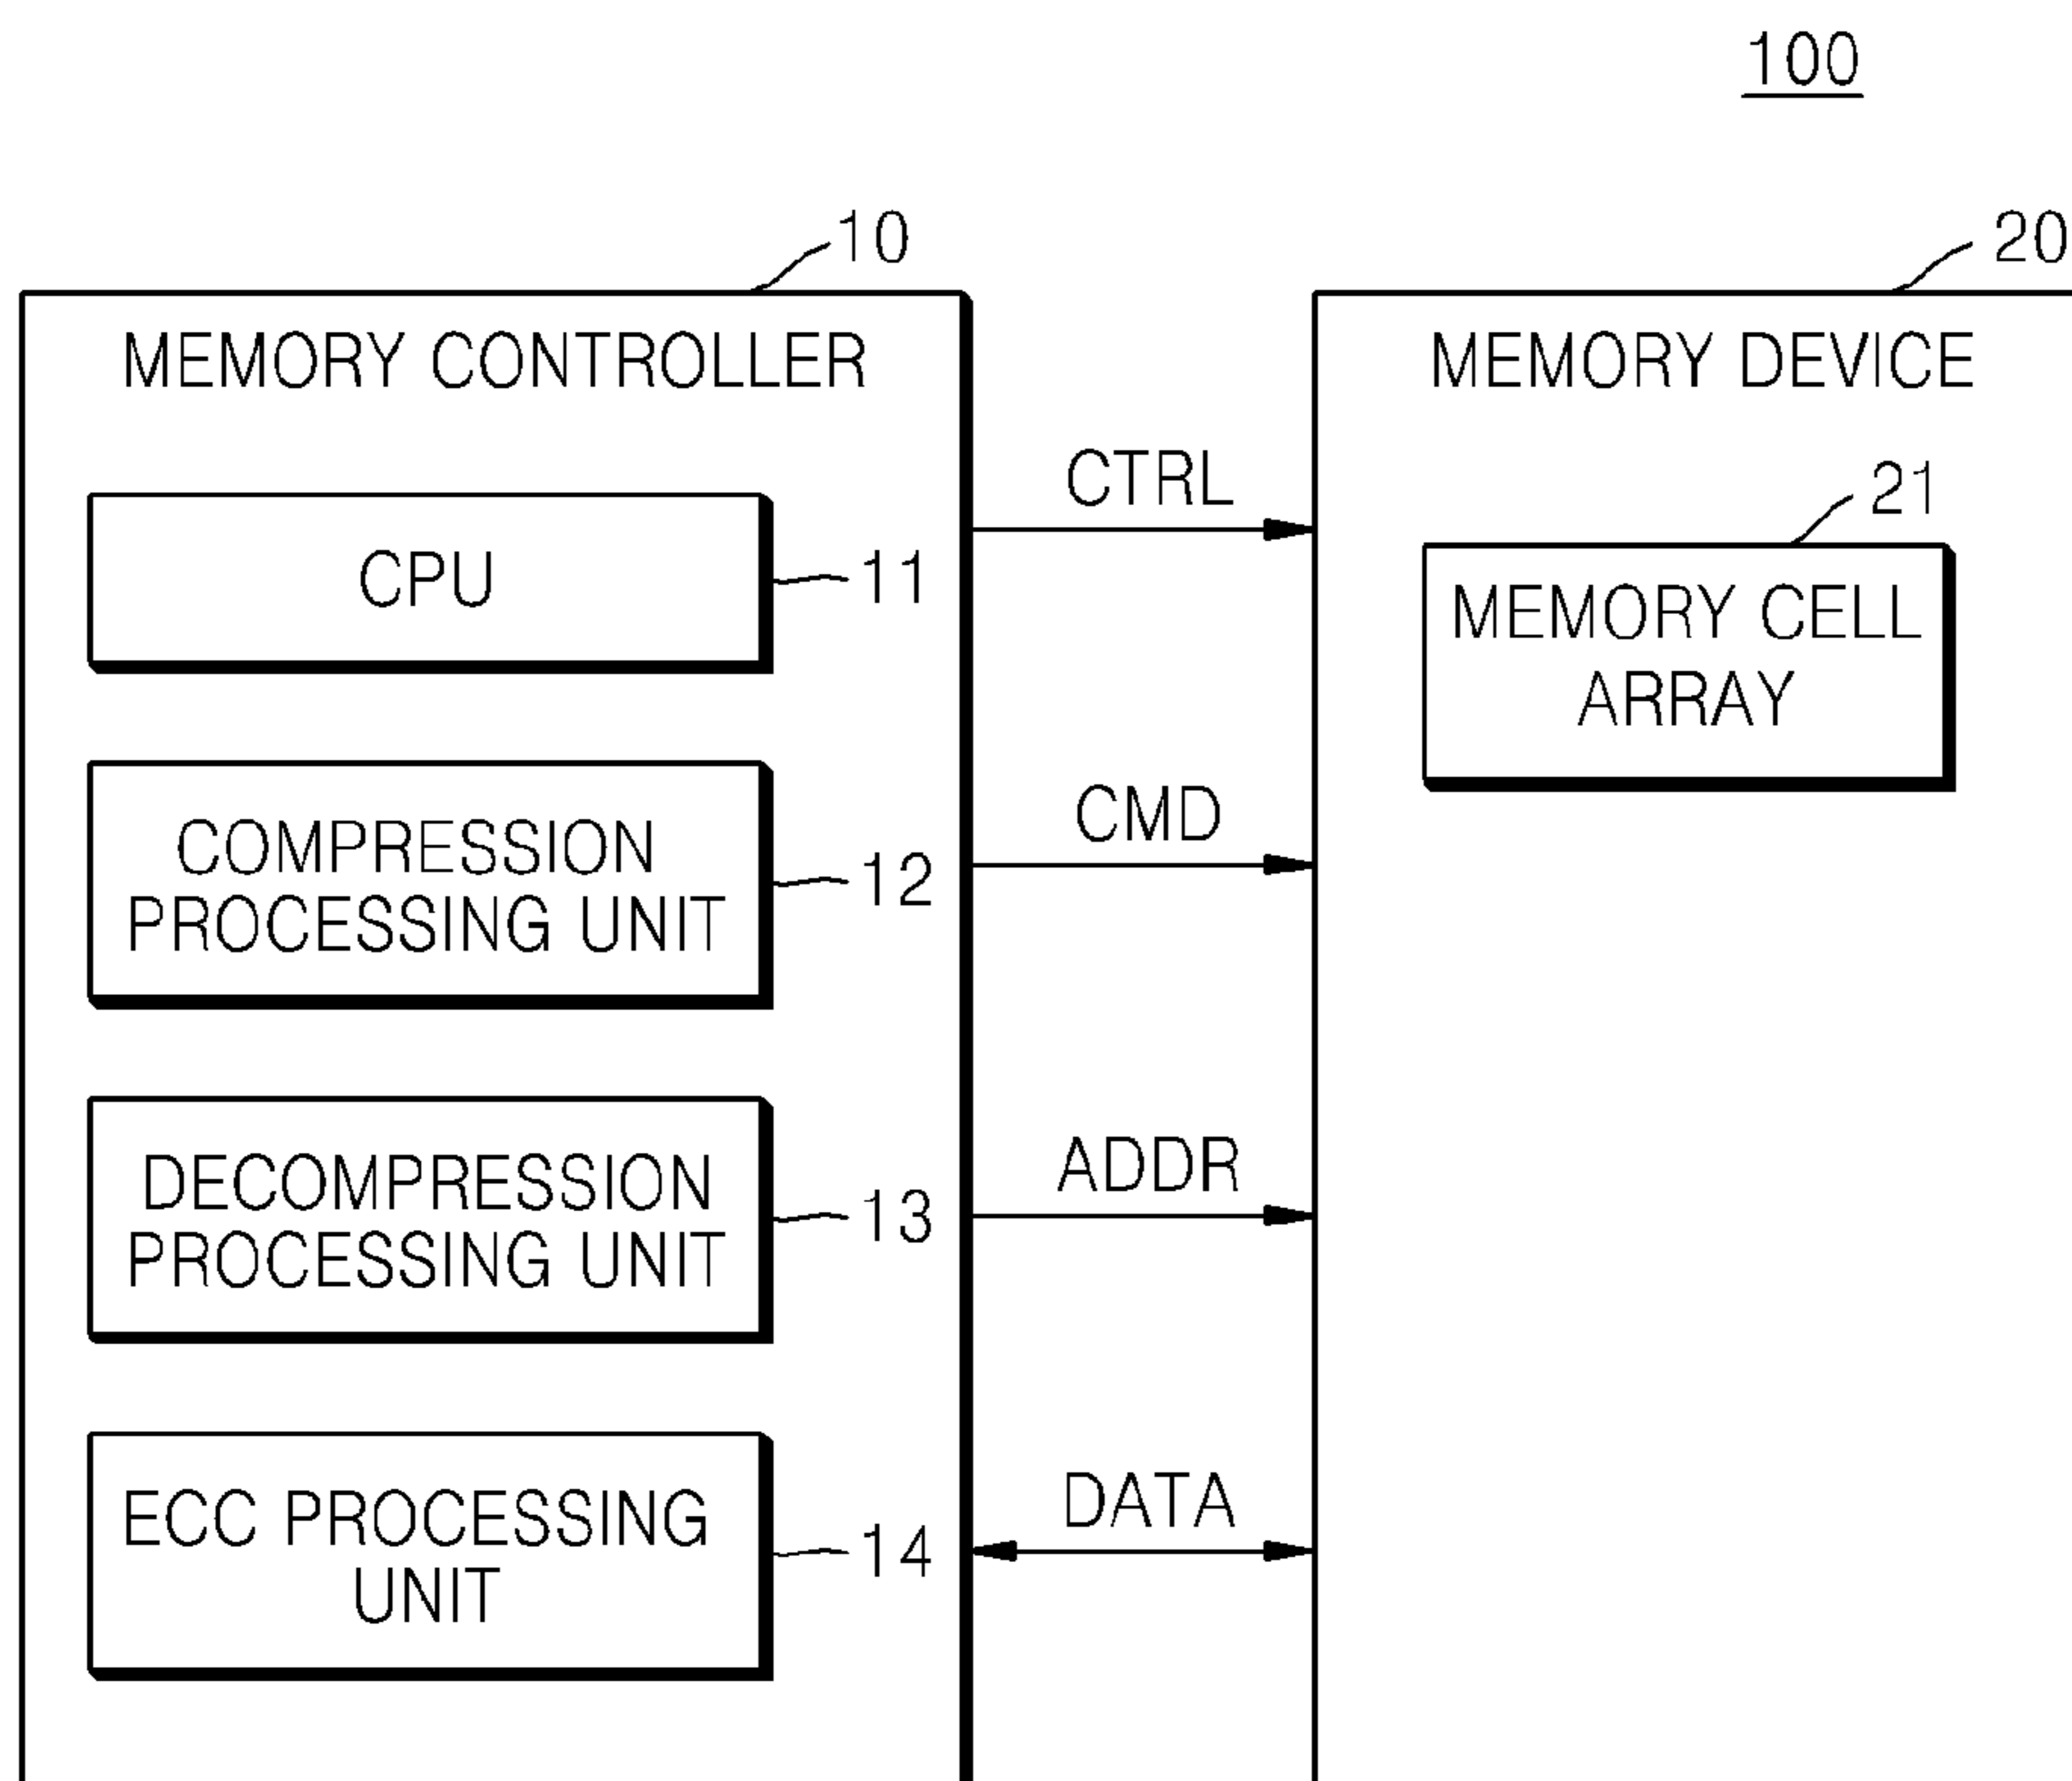 100
10
MEMORY CONTROLLER
CPU
11
COMPRESSION
PROCESSING UNIT
12
DECOMPRESSION
PROCESSING UNIT
13
ECC PROCESSING
UNIT
14
CTRL
CMD
ADDR
DATA
20
MEMORY DEVICE
21
MEMORY CELL
ARRAY